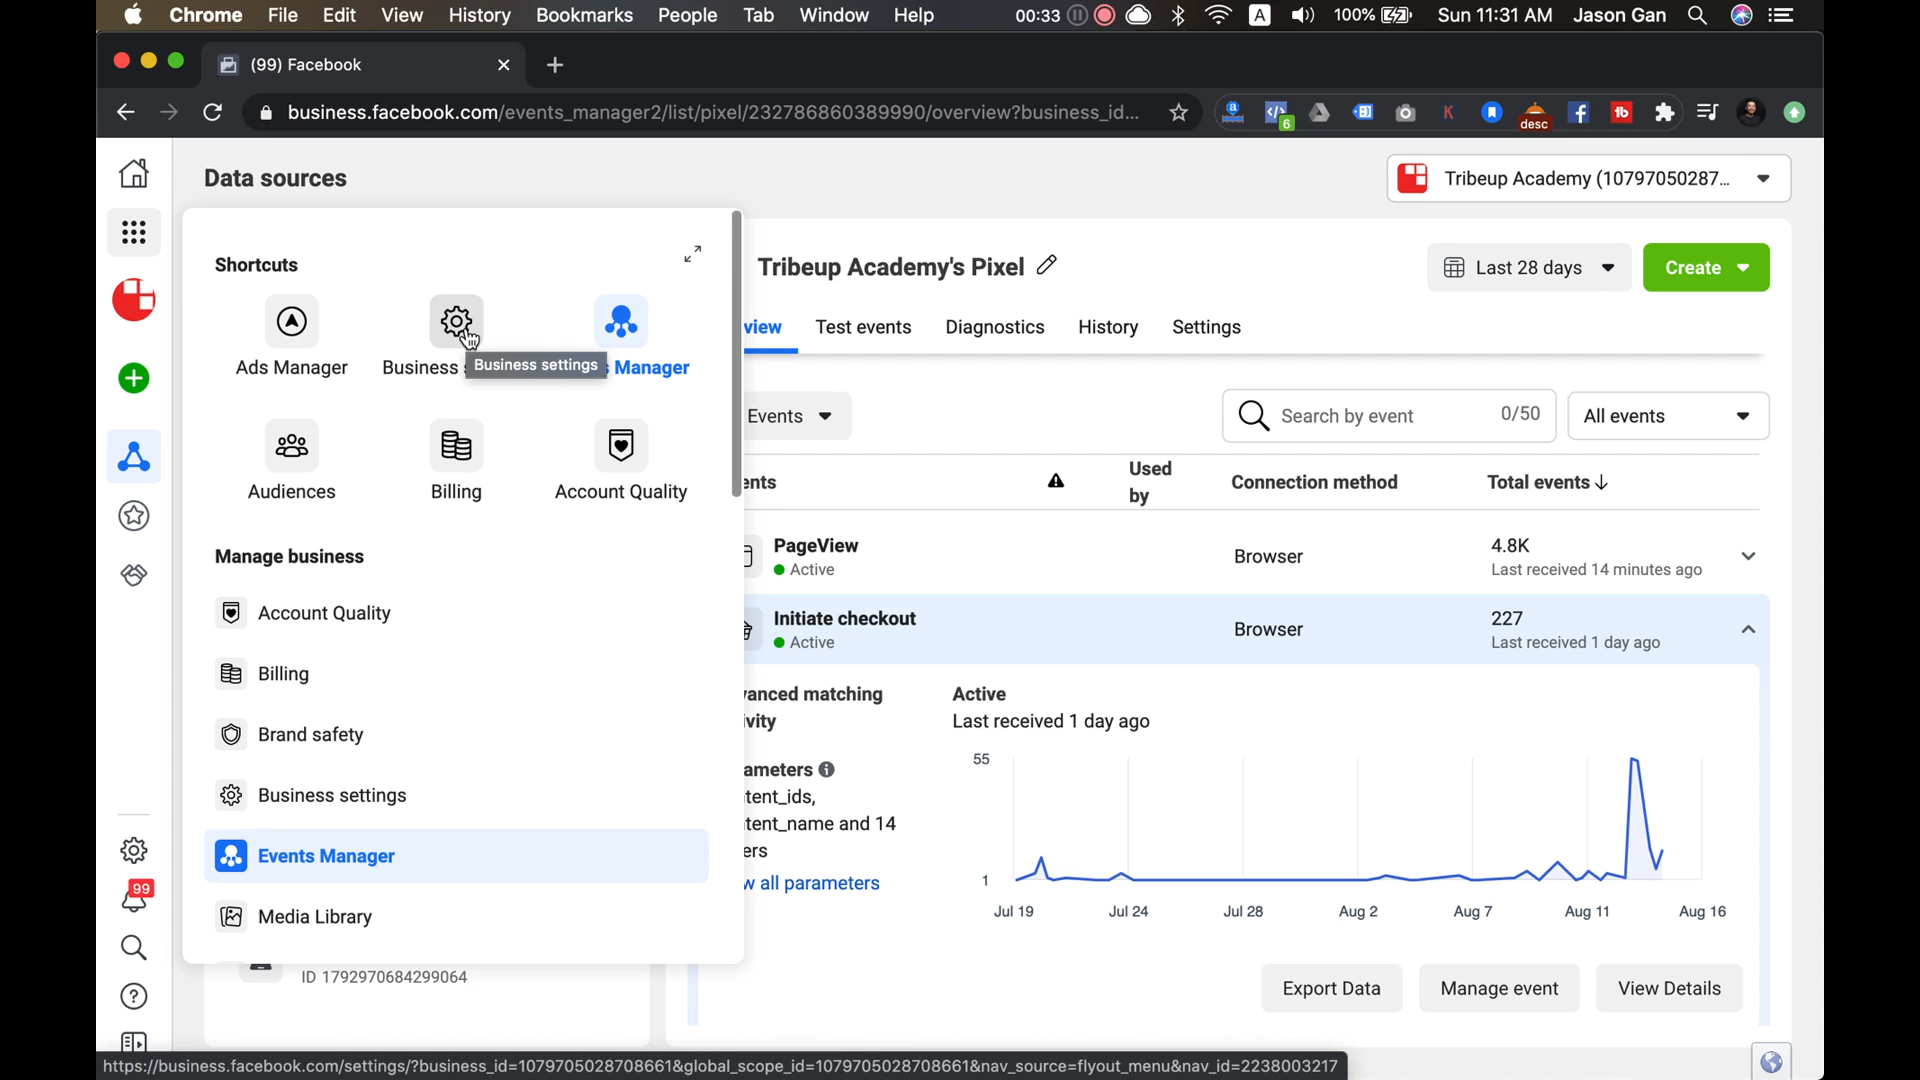 Chrome File Edit View History Bookmarks People Tab Window Help 00:33 A 100% Sun 11:31 AM Jason Gan
(99) Facebook
business.facebook.com/events_manager2/list/pixel/232786860389990/overview?business_id...
6
K
desc
Data sources
Tribeup Academy (10797050287...
Shortcuts
Ads Manager
Business
Business settings
Manager
Audiences
Billing
Account Quality
Manage business
Account Quality
Billing
Brand safety
Business settings
Events Manager
Media Library
ID 1792970684299064
99
Tribeup Academy's Pixel
Last 28 days
Create
view Test events Diagnostics History Settings
Events
Search by event 0/50
All events
ents Used by Connection method Total events
PageView Browser 4.8K
Active Last received 14 minutes ago
Initiate checkout Browser 227
Active Last received 1 day ago
vanced matching
ivity
Active
Last received 1 day ago
ameters
itent_ids,
itent_name and 14
ers
w all parameters
55
1
Jul 19 Jul 24 Jul 28 Aug 2 Aug 7 Aug 11 Aug 16
Export Data Manage event View Details
https://business.facebook.com/settings/?business_id=1079705028708661&global_scope_id=1079705028708661&nav_source=flyout_menu&nav_id=2238003217